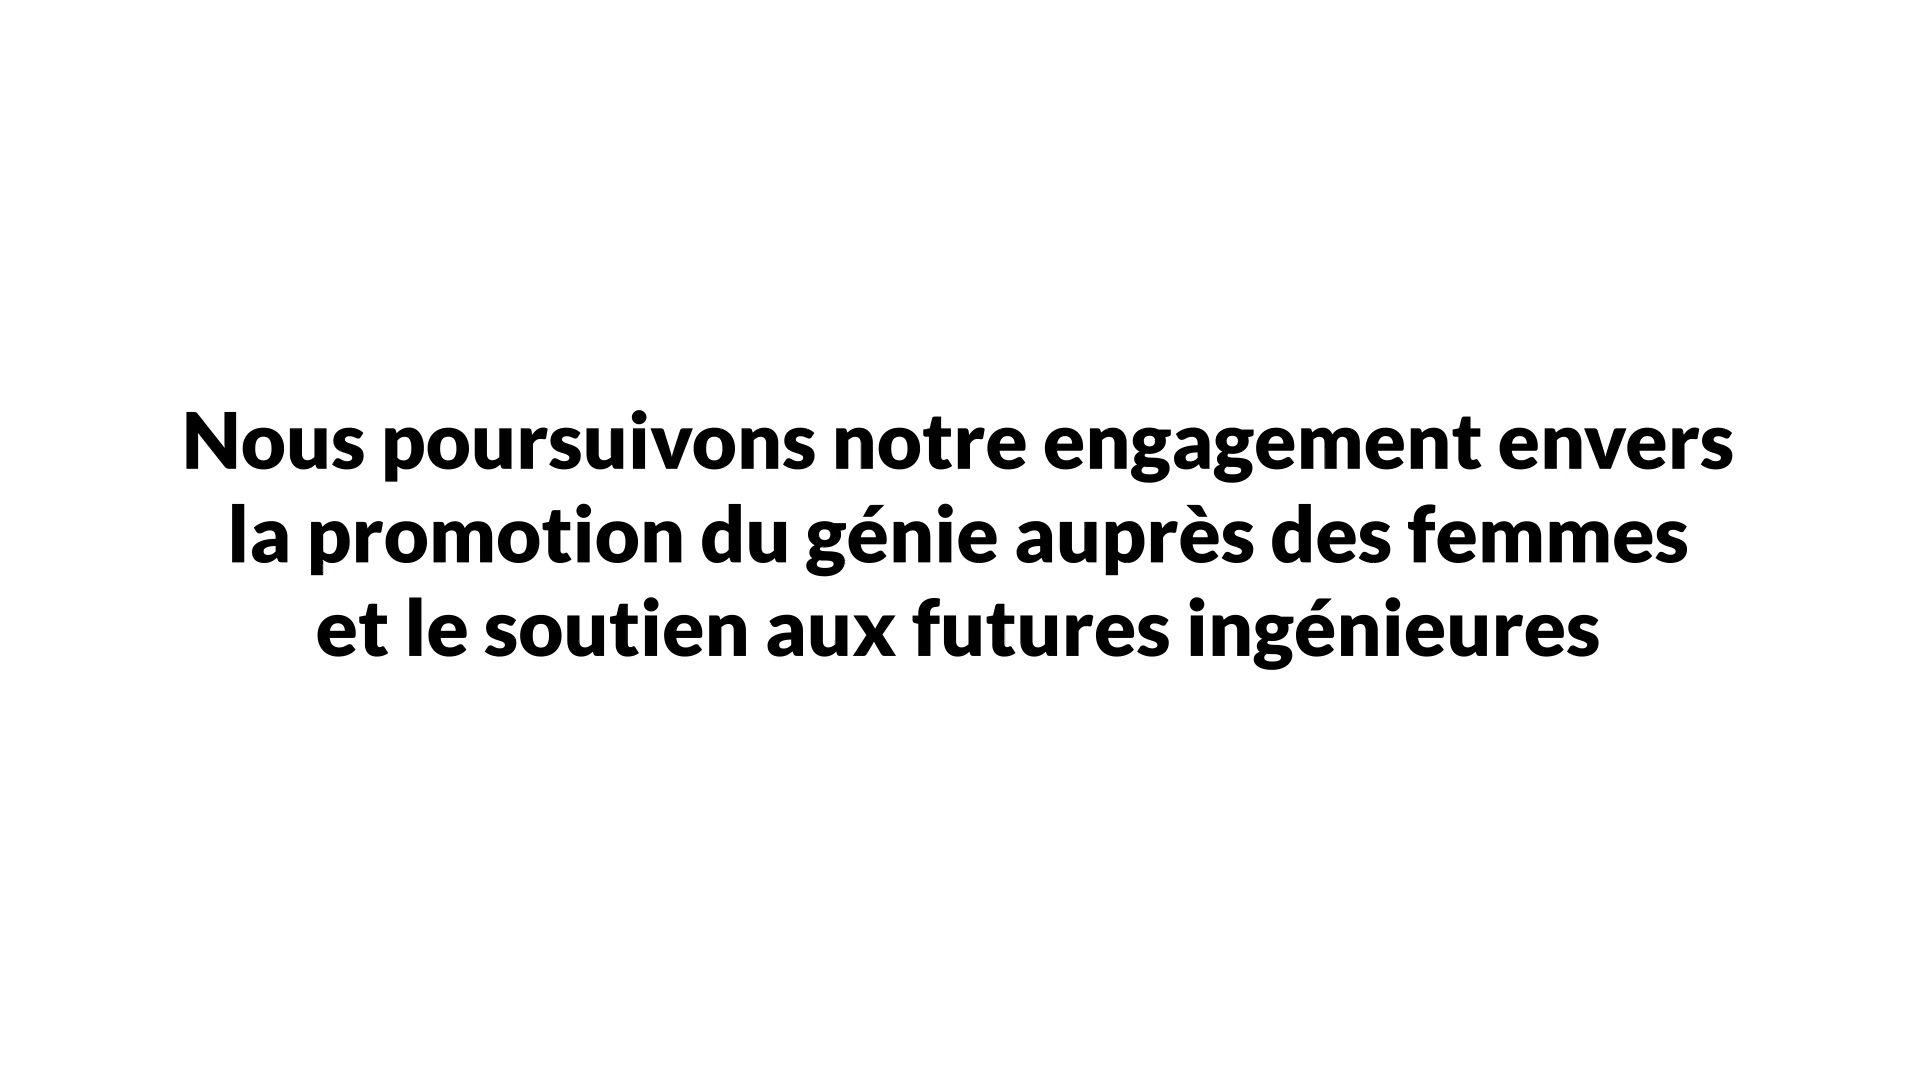 Nous poursuivons notre engagement envers
la promotion du génie auprès des femmes
et le soutien aux futures ingénieures